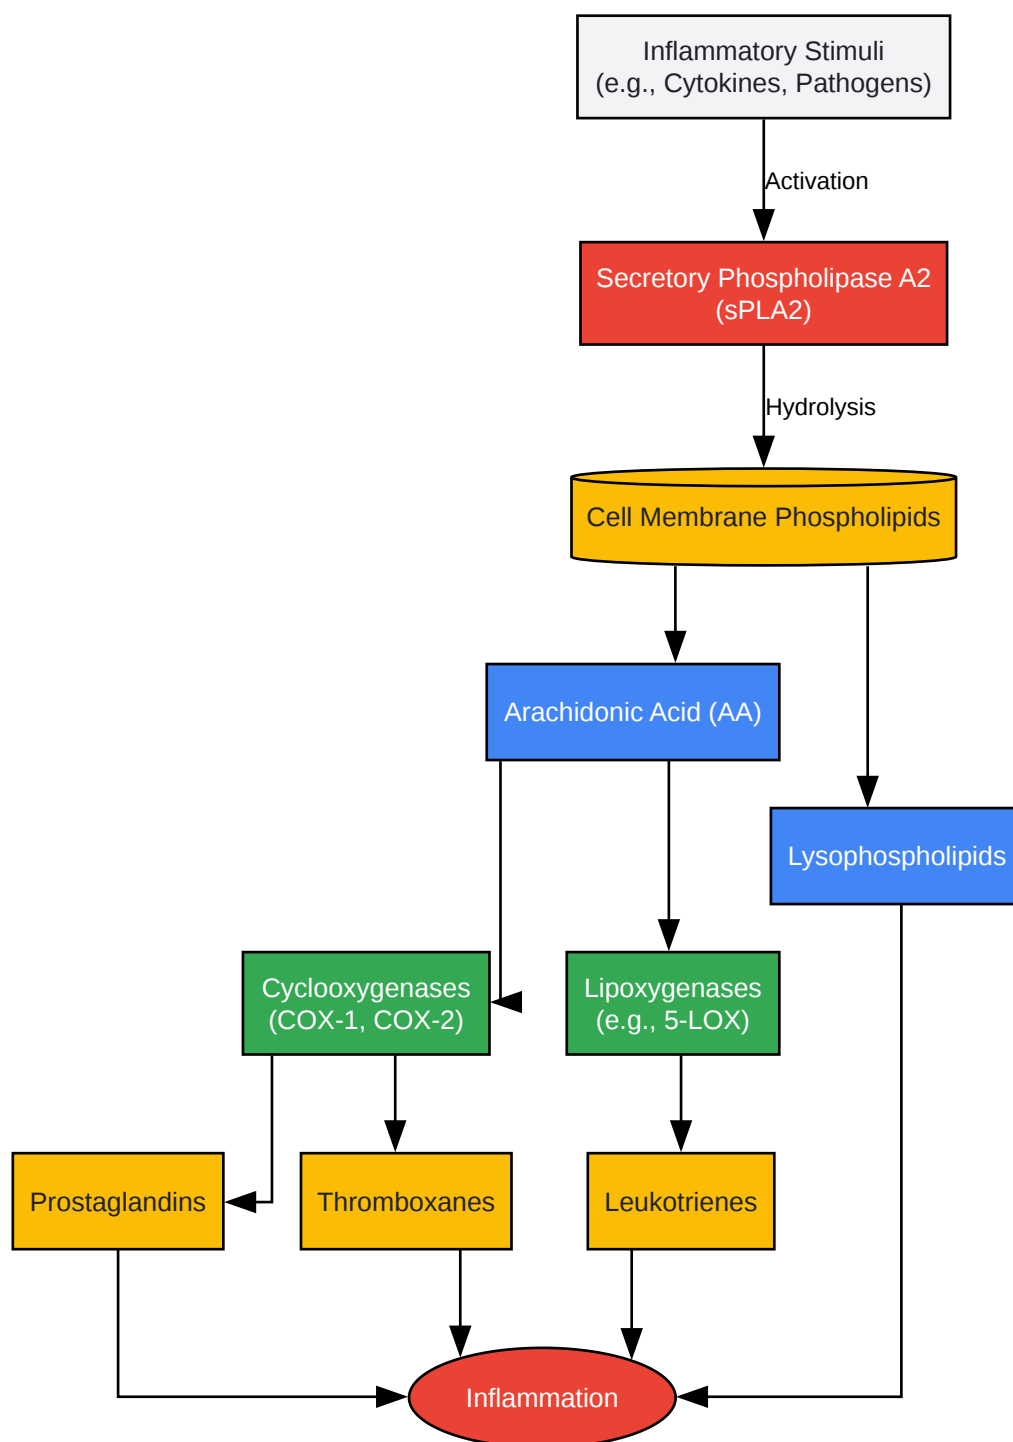 Inflammatory Stimuli
(e.g., Cytokines, Pathogens)
Activation
Secretory Phospholipase A2
(sPLA2)
Hydrolysis
Cell Membrane Phospholipids
Arachidonic Acid (AA)
Lysophospholipids
Cyclooxygenases
(COX-1, COX-2)
Lipoxygenases
(e.g., 5-LOX)
Prostaglandins
Thromboxanes
Leukotrienes
Inflammation